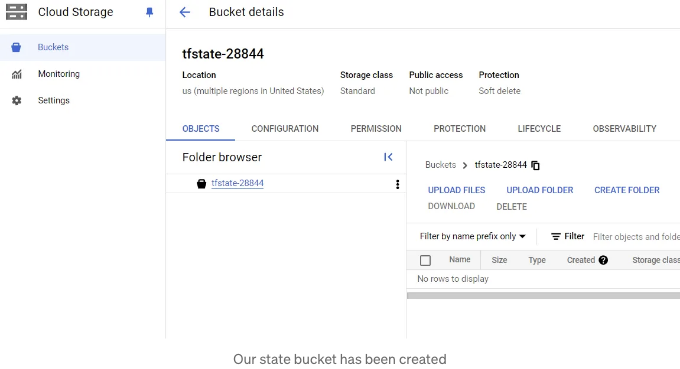 Cloud Storage
Bucket details
Buckets
Monitoring
Settings
tfstate-28844
Location Storage class Public access Protection
us (multiple regions in United States) Standard Not public Soft delete
OBJECTS CONFIGURATION PERMISSION PROTECTION LIFECYCLE OBSERVABILITY
Folder browser
tfstate-28844
Buckets tfstate-28844
UPLOAD FILES UPLOAD FOLDER CREATE FOLDER
DOWNLOAD DELETE
Filter by name prefix only Filter Filter objects and folde
Name Size Type Created Storage class
No rows to display
Our state bucket has been created